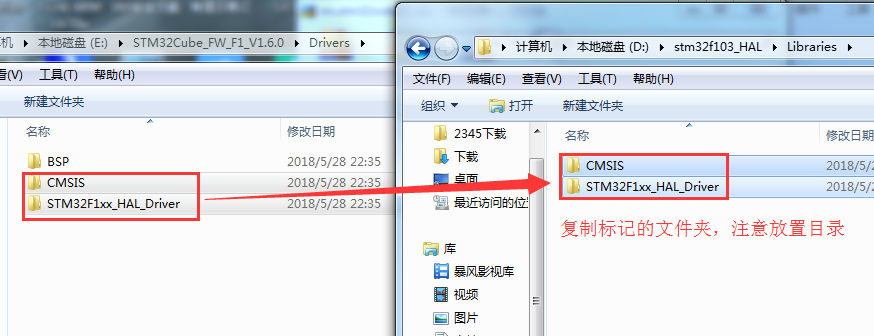 机 ▸ 本地磁盘 (E:) ▸ STM32Cube_FW_F1_V1.6.0 ▸ Drivers ▸
看(V) 工具(T) 帮助(H)
新建文件夹
名称 修改日期
BSP 2018/5/28 22:35
CMSIS 2018/5/28 22:35
STM32F1xx_HAL_Driver 2018/5/28 22:35
计算机 ▸ 本地磁盘 (D:) ▸ stm32f103_HAL ▸ Libraries ▸
文件(F) 编辑(E) 查看(V) 工具(T) 帮助(H)
组织 打开 新建文件夹
2345下载
下载
桌面
最近访问的位置
库
暴风影视库
视频
图片
名称 修改日期
CMSIS 2018/5/2
STM32F1xx_HAL_Driver 2018/5/2
复制标记的文件夹，注意放置目录